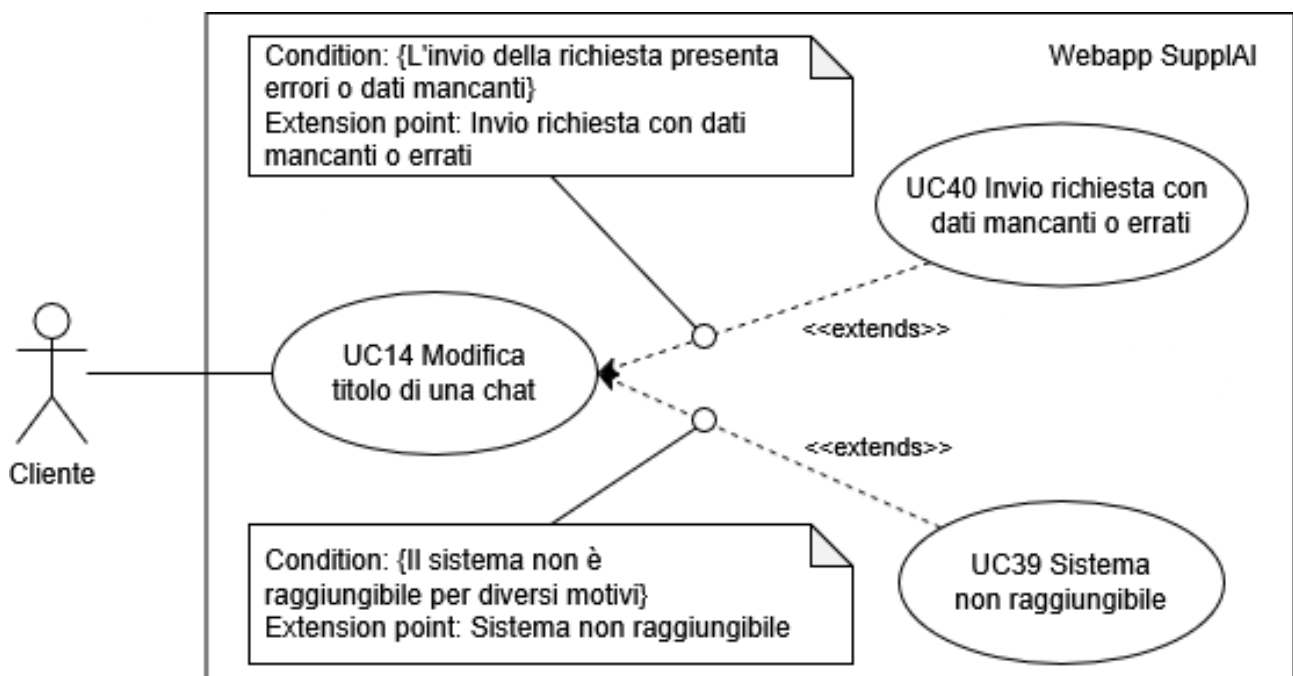 Condition: {L'invio della richiesta presenta
errori o dati mancanti}
Extension point: Invio richiesta con dati
mancanti o errati
Webapp SupplAI
UC40 Invio richiesta con
dati mancanti o errati
<<extends>>
UC14 Modifica
titolo di una chat
<<extends>>
Cliente
Condition: {Il sistema non è
raggiungibile per diversi motivi}
Extension point: Sistema non raggiungibile
UC39 Sistema
non raggiungibile